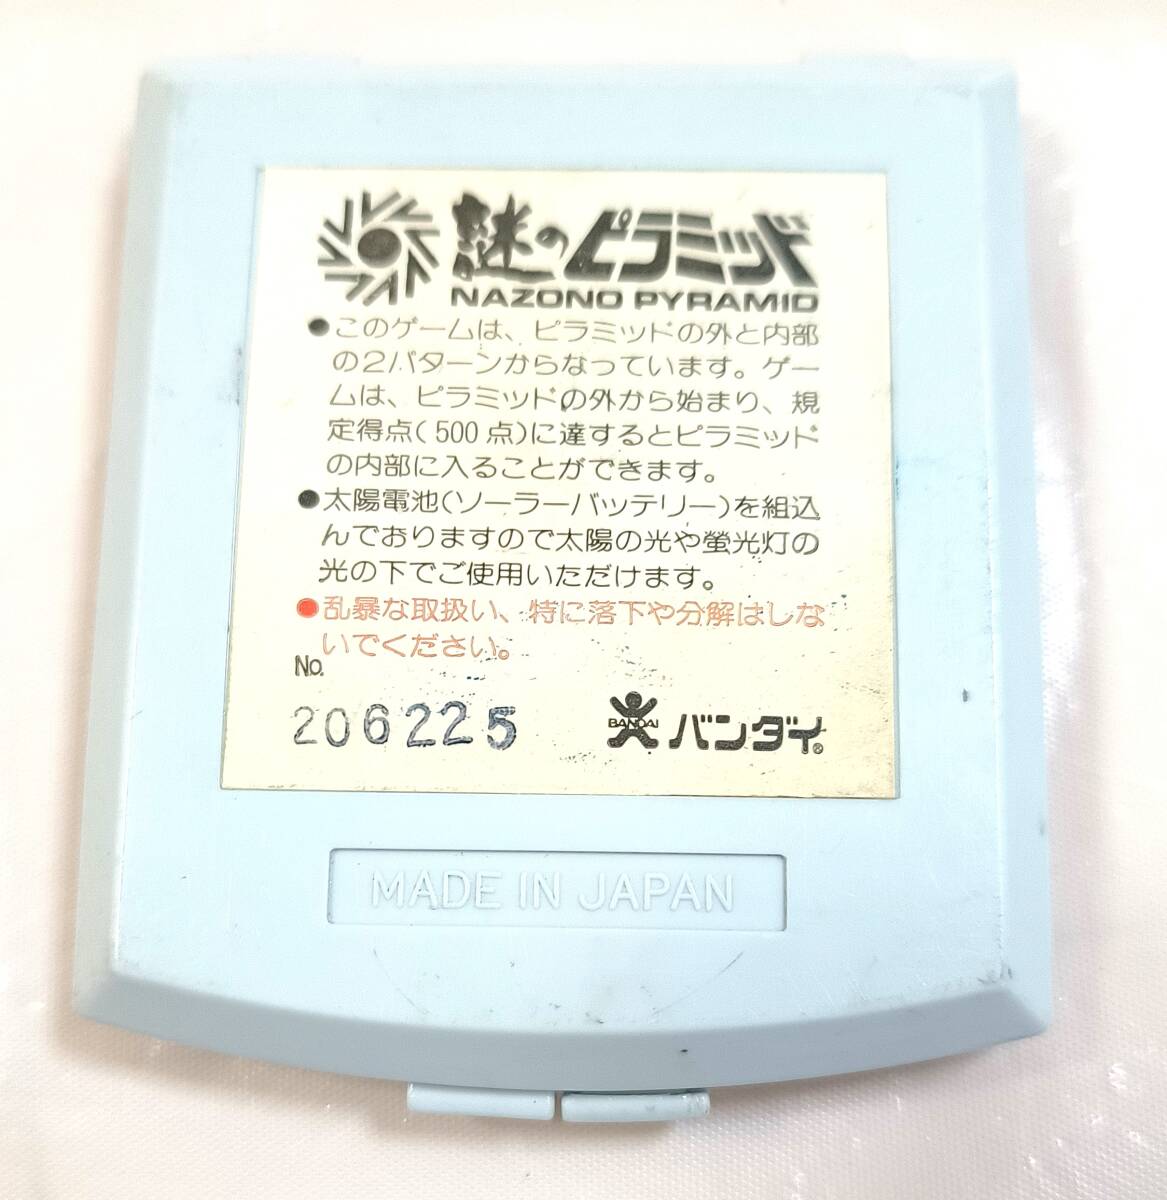 謎のピラミッド
NAZONO PYRAMID
●このゲームは、ピラミッドの外と内部
の2パターンからなっています。ゲー
ムは、ピラミッドの外から始まり、規
定得点(500点)に達するとピラミッド
の内部に入ることができます。
●太陽電池(ソーラーバッテリー)を組込
んでおりますので太陽の光や螢光灯の
光の下でご使用いただけます。
●乱暴な取扱い、特に落下や分解はしな
いでください。
No.
206225
BANDAI バンダイ®
MADE IN JAPAN